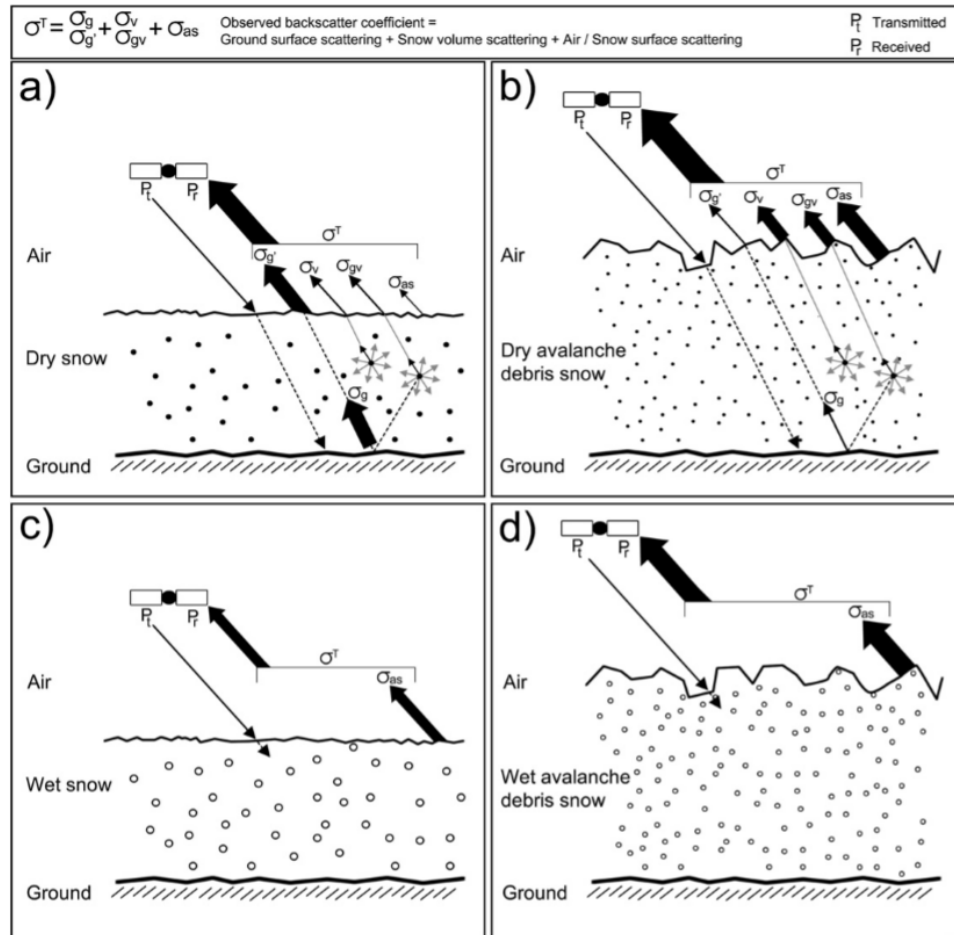 σᵀ = σg/σg' + σv/σgv + σas
Observed backscatter coefficient =
Ground surface scattering + Snow volume scattering + Air / Snow surface scattering
Pt Transmitted
Pr Received
a)
Pt Pr
σᵀ
Air
σg' σv σgv σas
Dry snow
σg
Ground
b)
Pt Pr
σᵀ
σg' σv σgv σas
Air
Dry avalanche
debris snow
σg
Ground
c)
Pt Pr
σᵀ
Air
σas
Wet snow
Ground
d)
Pt Pr
σᵀ
σas
Air
Wet avalanche
debris snow
Ground